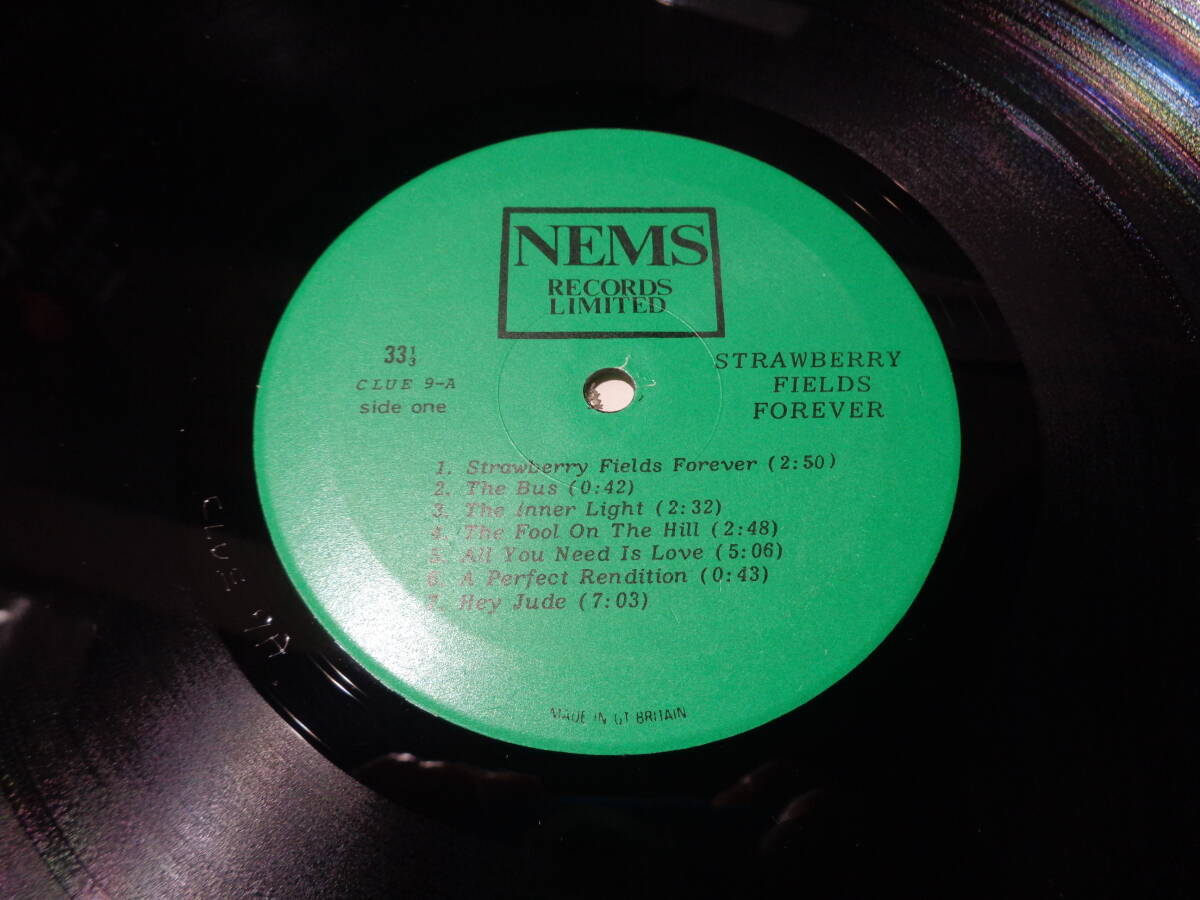 NEMS
RECORDS
LIMITED
33⅓
CLUE 9-A
side one
STRAWBERRY
FIELDS
FOREVER
1. Strawberry Fields Forever (2:50)
2. The Bus (0:42)
3. The Inner Light (2:32)
4. The Fool On The Hill (2:48)
5. All You Need Is Love (5:06)
6. A Perfect Rendition (0:43)
7. Hey Jude (7:03)
MADE IN GT BRITAIN